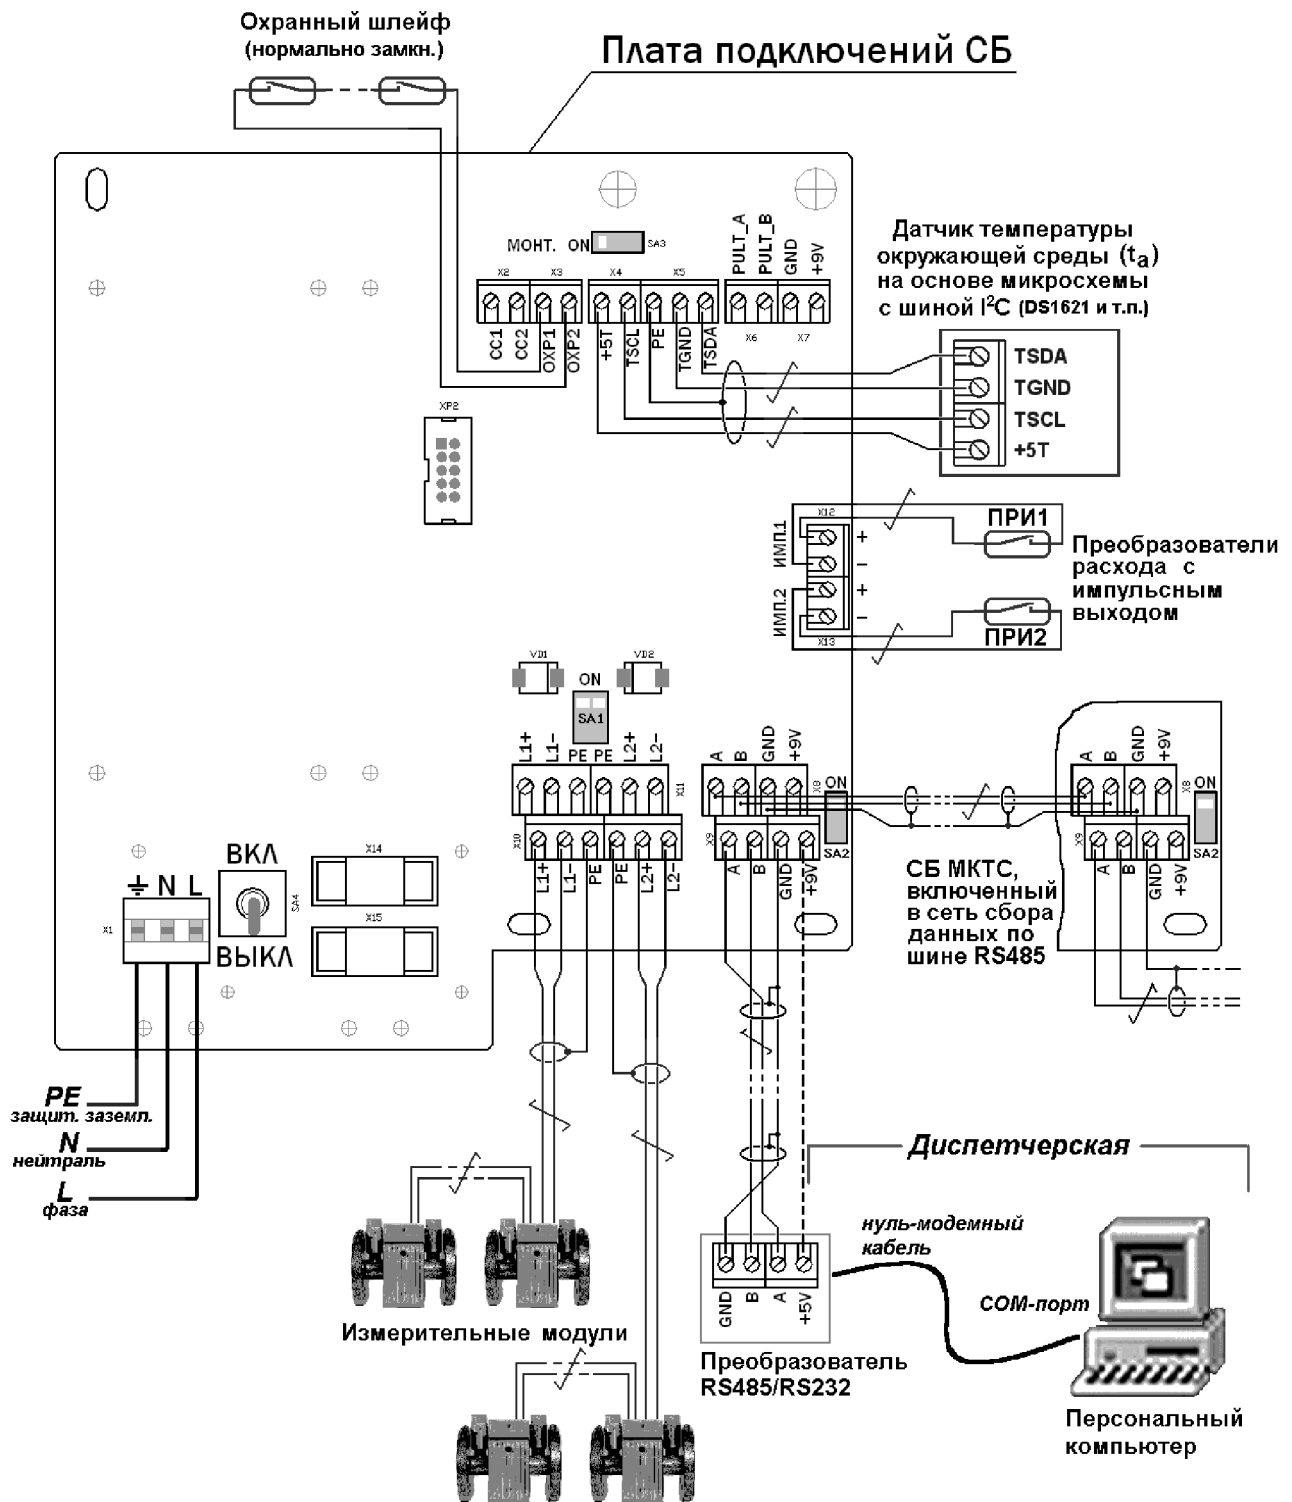 Охранный шлейф
(нормально замкн.)
Плата подключений СБ
МОНТ. ON
SA3
PULT_A
PULT_B
GND
+9V
X2
X3
X4
X5
X6
X7
CC1
CC2
ОХР1
ОХР2
+5T
TSCL
PE
TGND
TSDA
Датчик температуры
окружающей среды (ta)
на основе микросхемы
с шиной I²C (DS1621 и т.п.)
TSDA
TGND
TSCL
+5T
XP2
X12
ИМП.1
+
−
ИМП.2
+
−
X13
ПРИ1
ПРИ2
Преобразователи
расхода с
импульсным
выходом
VD1
VD2
ON
SA1
L1+
L1−
PE PE
L2+
L2−
X11
X10
L1+
L1−
PE
PE
L2+
L2−
A
B
GND
+9V
X8
ON
SA2
X9
A
B
GND
+9V
A
B
GND
+9V
X8
ON
SA2
X9
A
B
GND
+9V
СБ МКТС,
включенный
в сеть сбора
данных по
шине RS485
N L
X1
ВКЛ
SA4
ВЫКЛ
X14
X15
PE
защит. заземл.
N
нейтраль
L
фаза
Измерительные модули
Диспетчерская
нуль-модемный
кабель
COM-порт
GND
B
A
+5V
Преобразователь
RS485/RS232
Персональный
компьютер